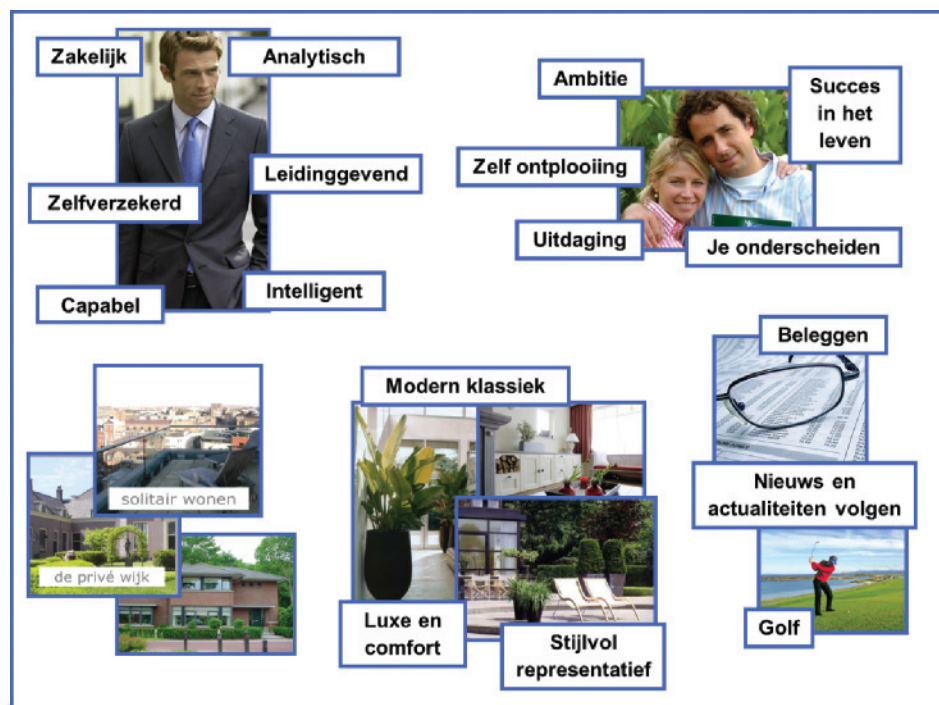 Zakelijk
Analytisch
Leidinggevend
Zelfverzekerd
Capabel
Intelligent
Ambitie
Succes
in het
leven
Zelf ontplooiing
Uitdaging
Je onderscheiden
solitair wonen
de privé wijk
Modern klassiek
Luxe en
comfort
Stijlvol
representatief
Beleggen
Nieuws en
actualiteiten volgen
Golf